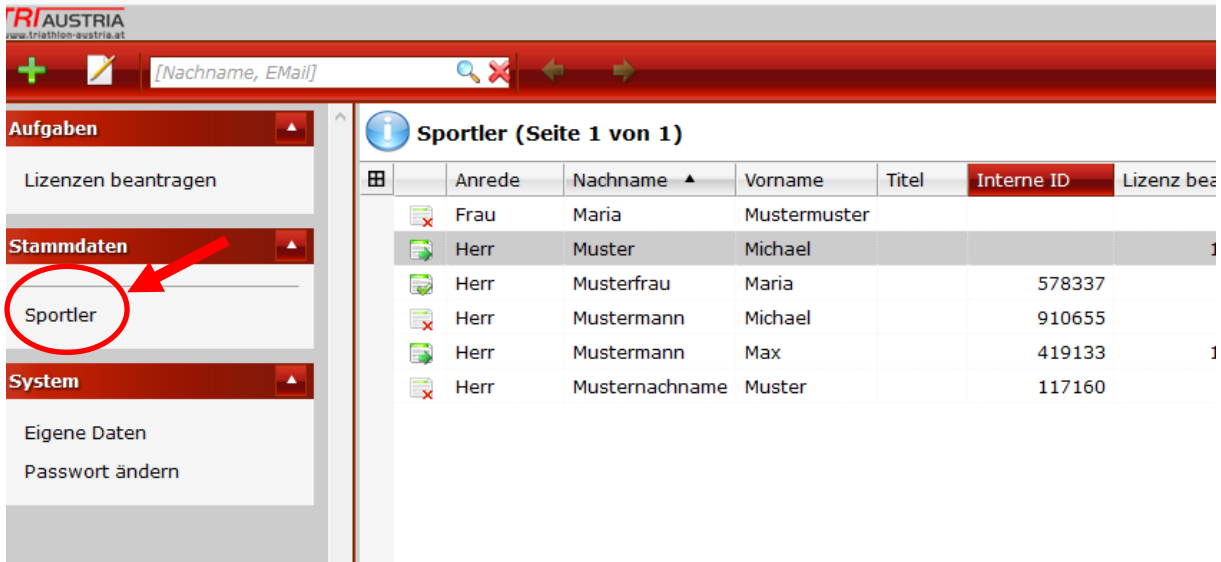 TRI AUSTRIA
www.triathlon-austria.at
[Nachname, EMail]
Aufgaben
Lizenzen beantragen
Stammdaten
Sportler
System
Eigene Daten
Passwort ändern
Sportler (Seite 1 von 1)
Anrede Nachname Vorname Titel Interne ID Lizenz bea
Frau Maria Mustermuster
Herr Muster Michael 1
Herr Musterfrau Maria 578337
Herr Mustermann Michael 910655
Herr Mustermann Max 419133 1
Herr Musternachname Muster 117160